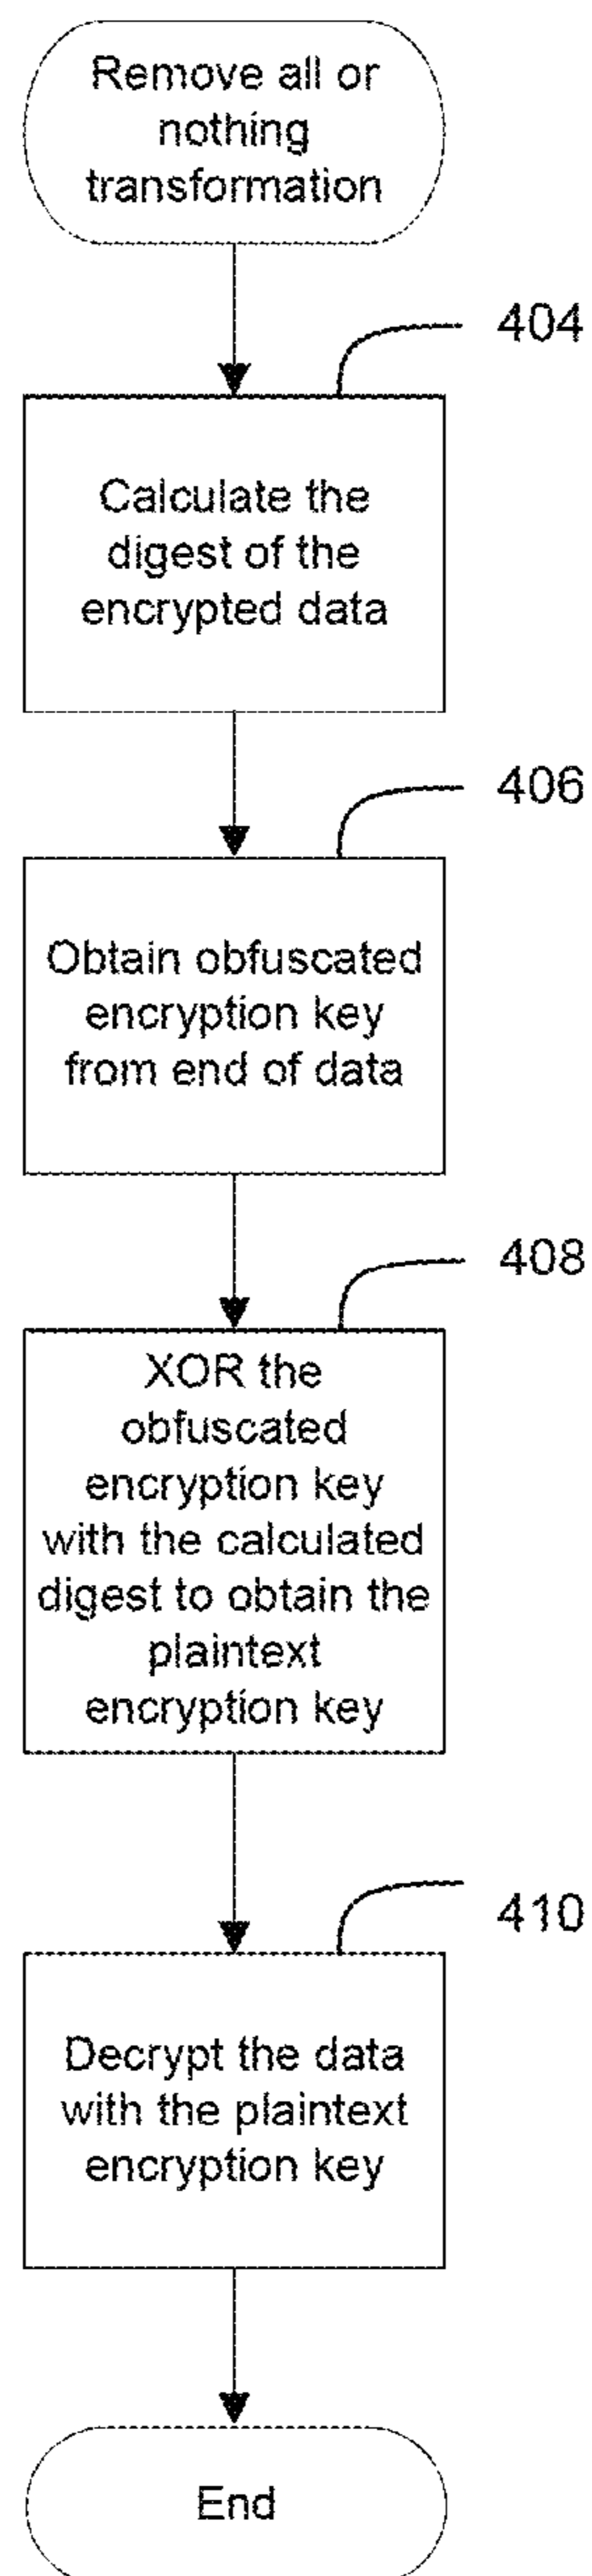 Remove all or
nothing
transformation
404
Calculate the
digest of the
encrypted data
406
Obtain obfuscated
encryption key
from end of data
408
XOR the
obfuscated
encryption key
with the calculated
digest to obtain the
plaintext
encryption key
410
Decrypt the data
with the plaintext
encryption key
End